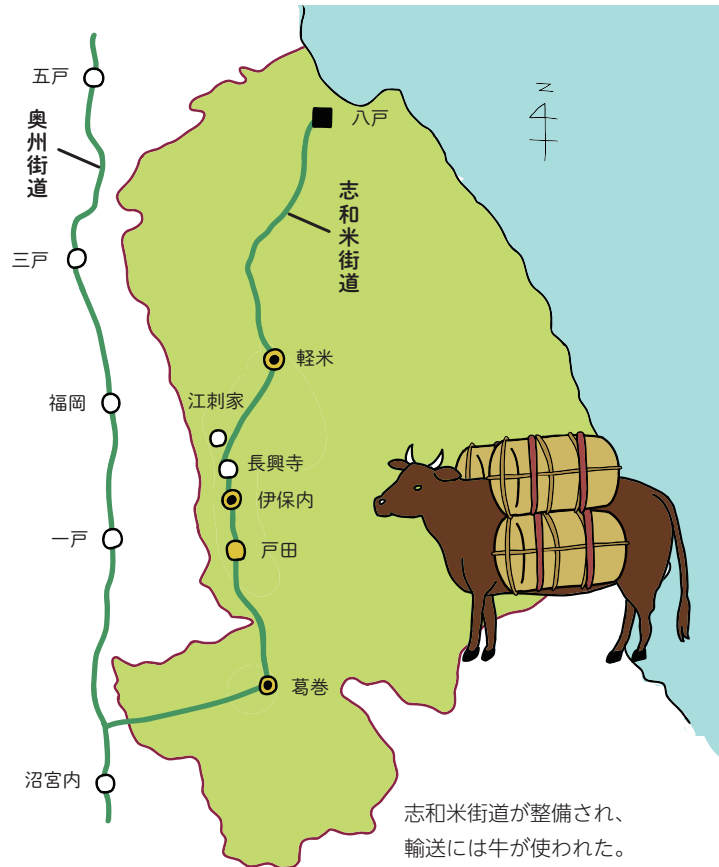 五戸
奥州街道
八戸
志和米街道
三戸
軽米
福岡
江刺家
長興寺
伊保内
一戸
戸田
葛巻
沼宮内
志和米街道が整備され、
輸送には牛が使われた。